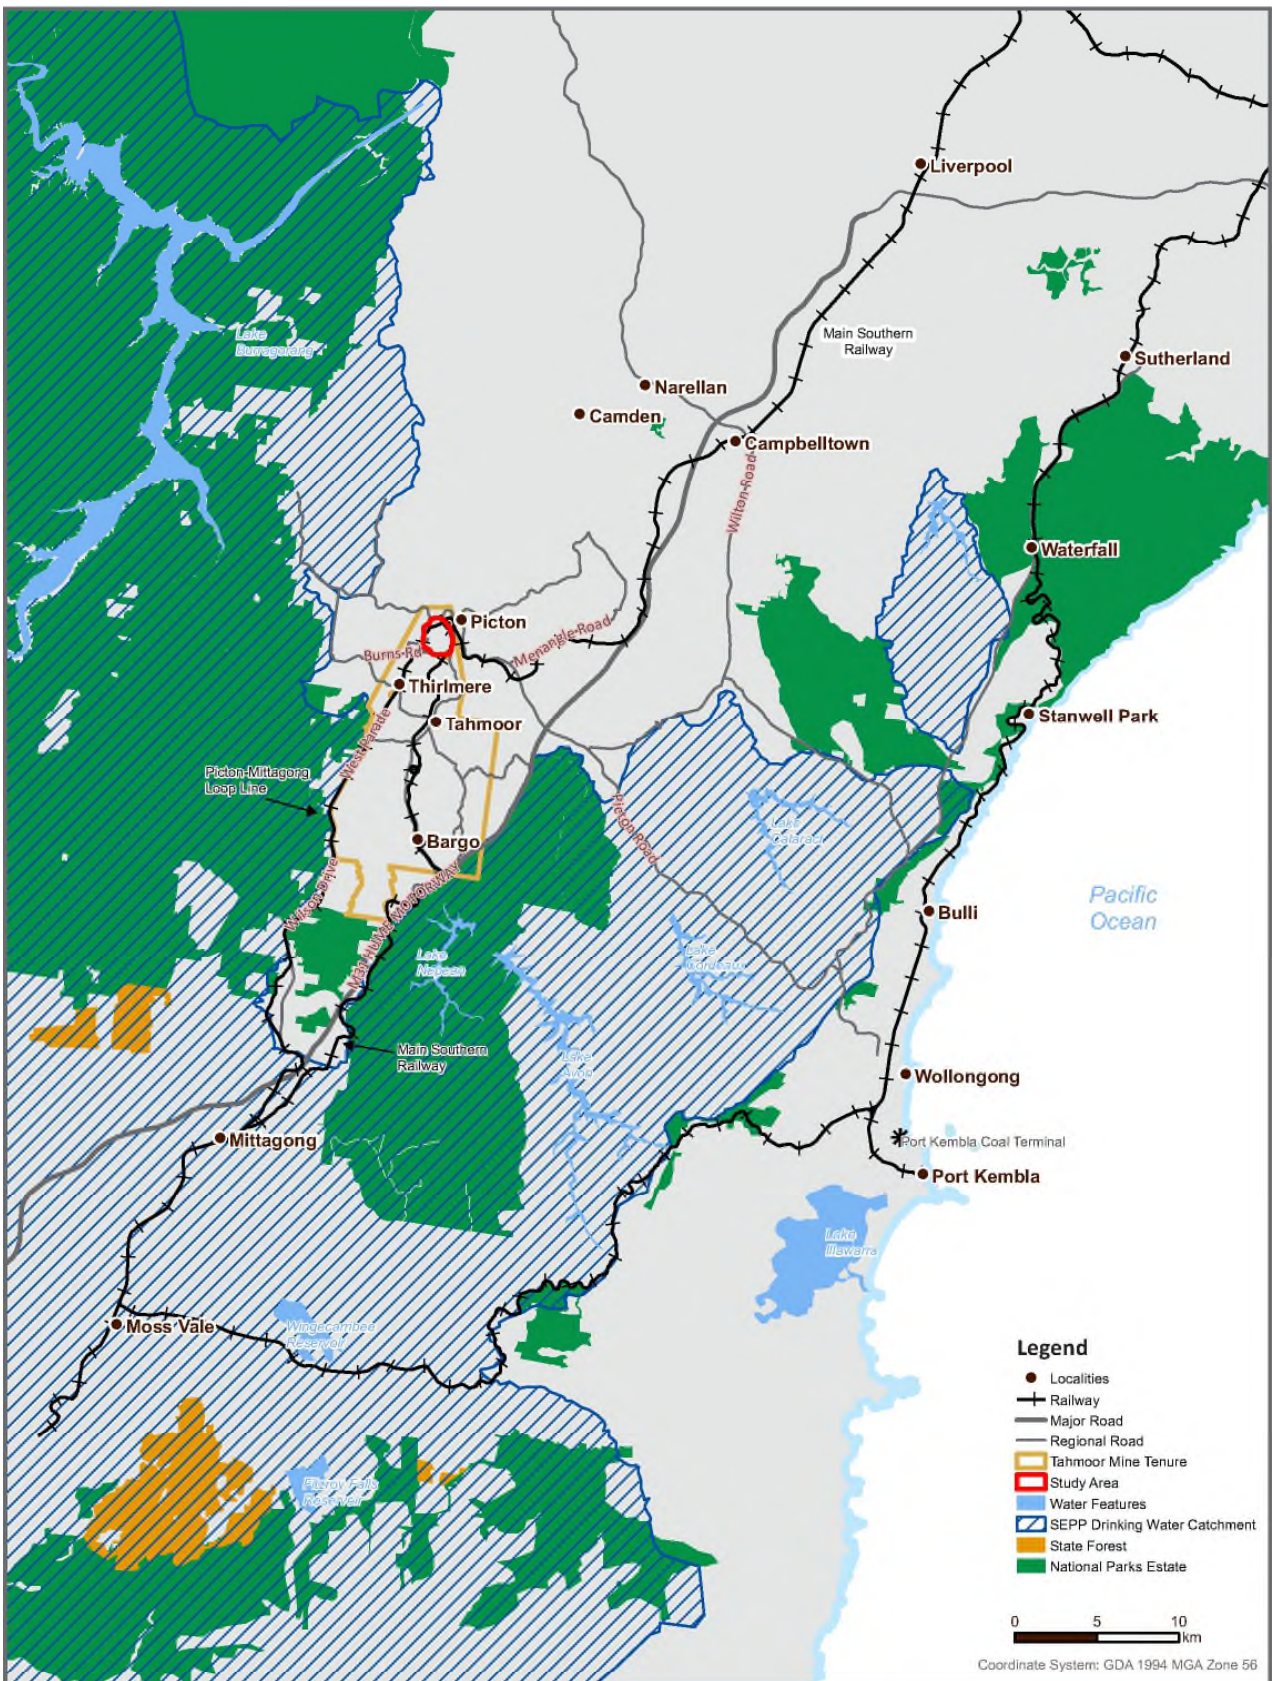 Liverpool
Main Southern
Railway
Lake
Burragorang
Sutherland
Narellan
Camden
Campbelltown
Wilton Road
Waterfall
Picton
Menangle Road
Burns Rd
Thirlmere
Stanwell Park
Tahmoor
West Parade
Picton-Mittagong
Loop Line
Picton Road
Lake
Cataract
Bargo
Wilson Drive
M31 HUME MOTORWAY
Pacific
Ocean
Bulli
Lake
Nepean
Lake
Cordeaux
Main Southern
Railway
Lake
Avon
Wollongong
Mittagong
Port Kembla Coal Terminal
Port Kembla
Lake
Illawarra
Moss Vale
Wingecarribee
Reservoir
Fitzroy Falls
Reservoir
Legend
Localities
Railway
Major Road
Regional Road
Tahmoor Mine Tenure
Study Area
Water Features
SEPP Drinking Water Catchment
State Forest
National Parks Estate
0 5 10
km
Coordinate System: GDA 1994 MGA Zone 56